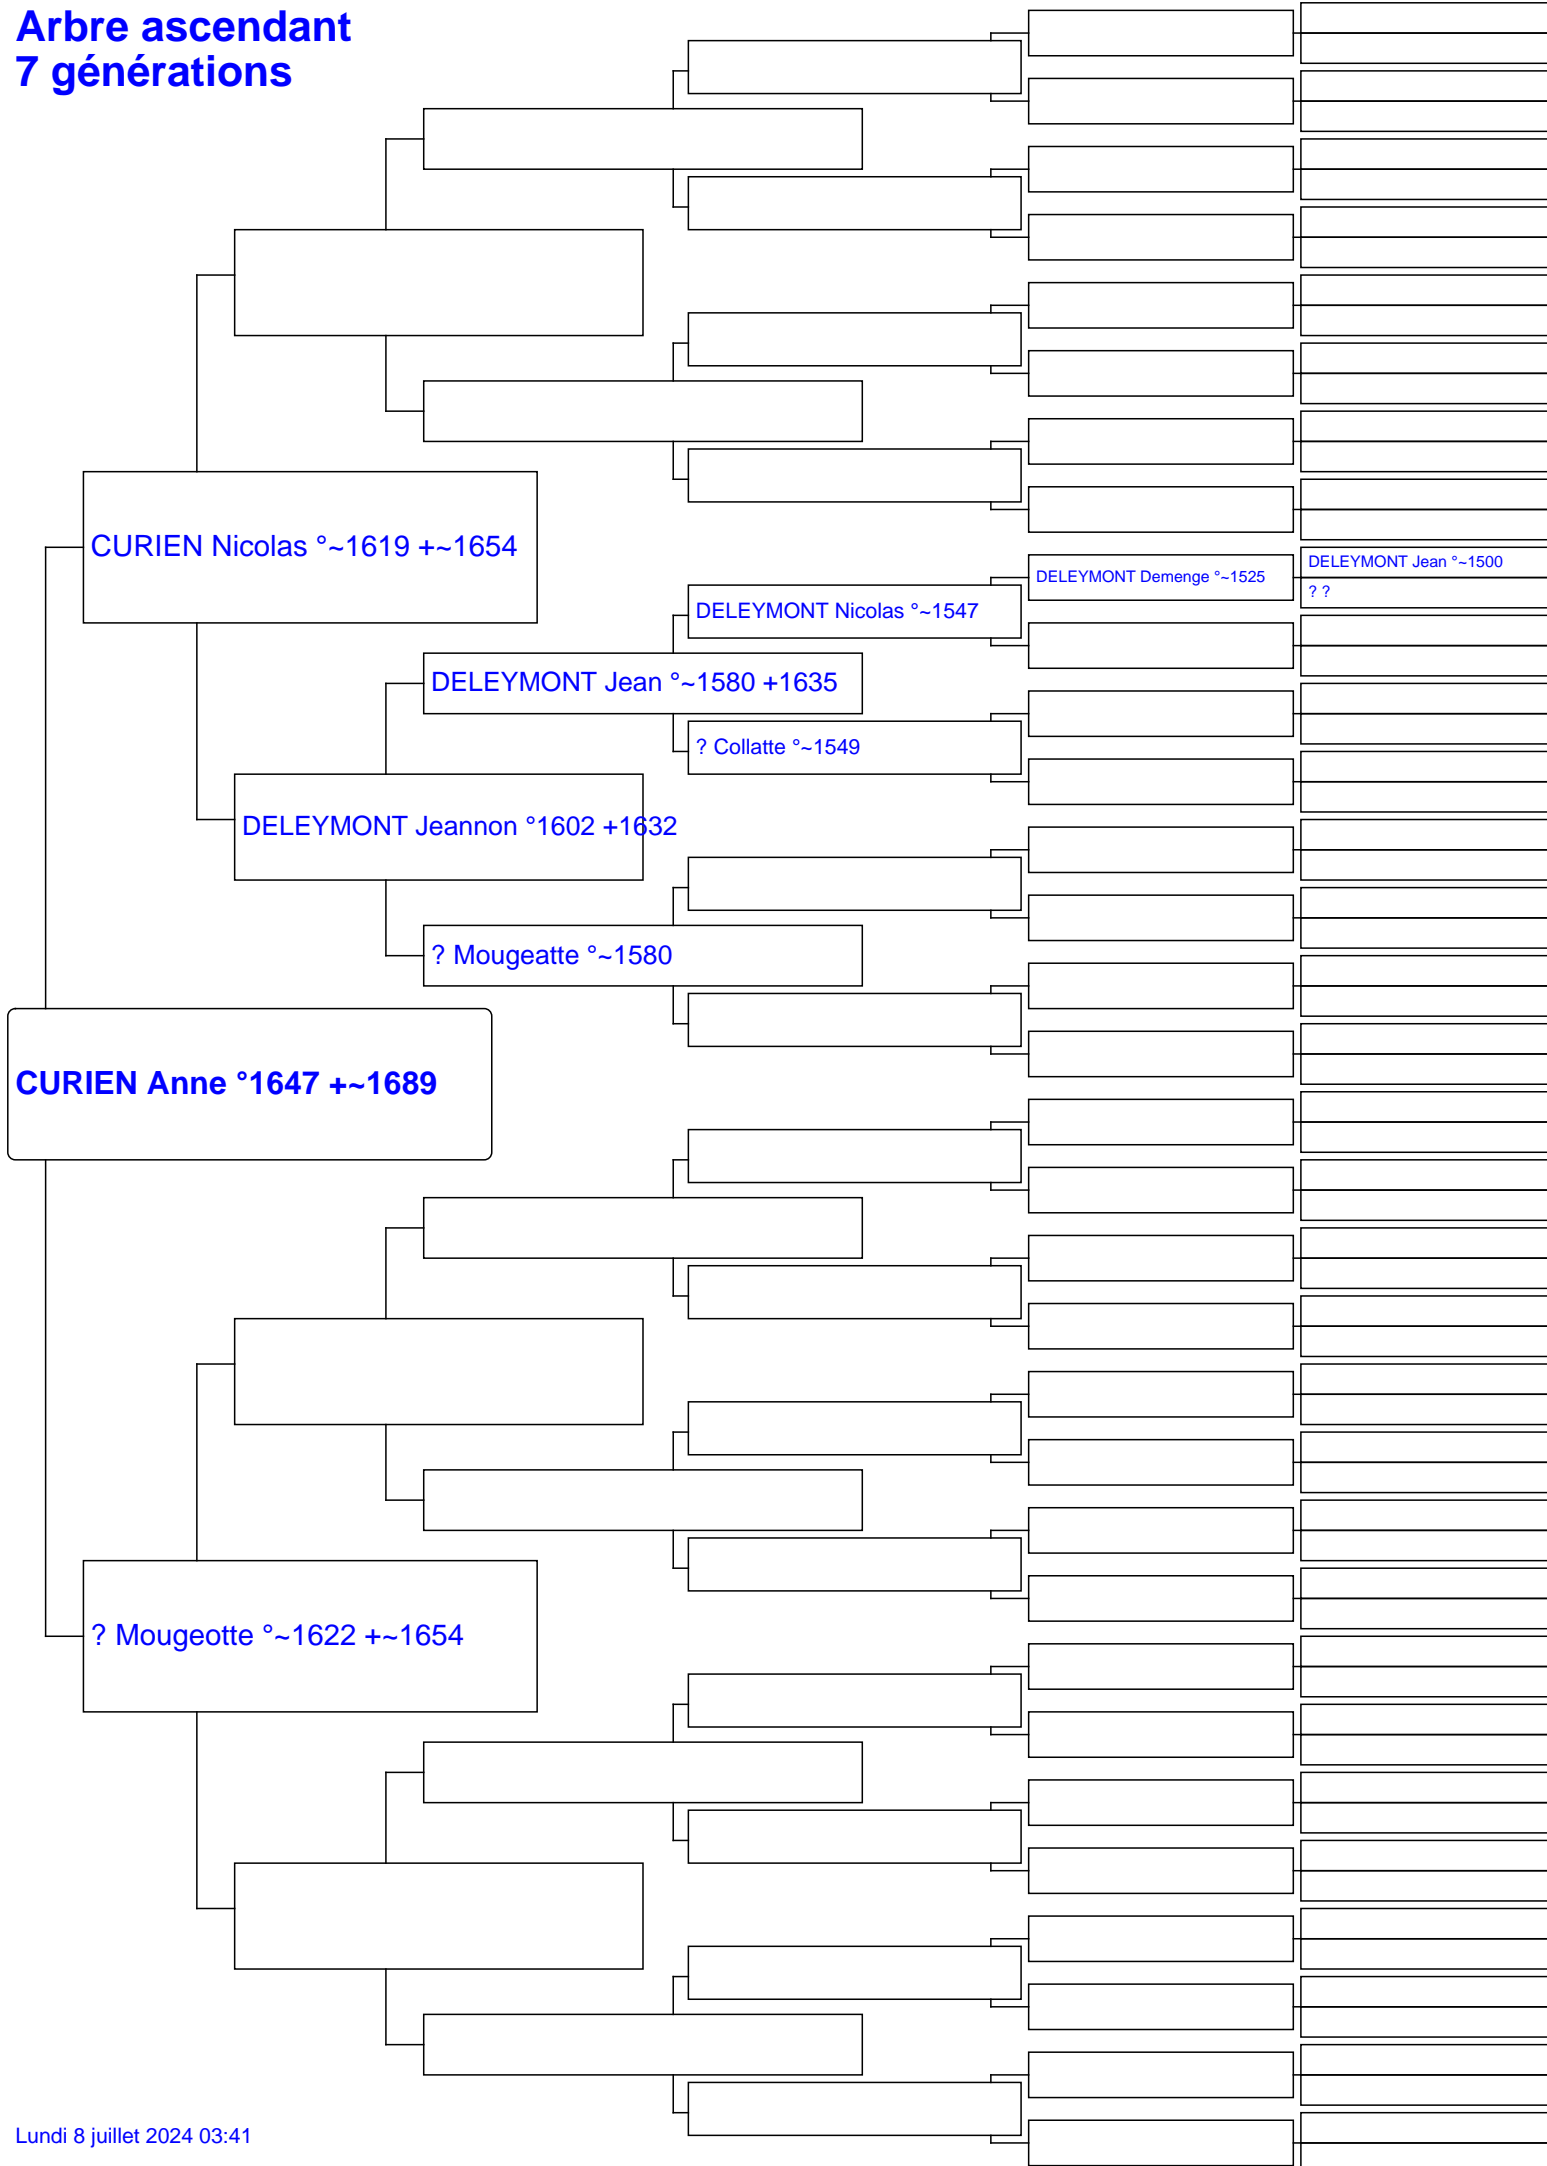 Arbre ascendant
7 générations
DELEYMONT Demenge °~1525
DELEYMONT Jean °~1500
? ?
CURIEN Nicolas °~1619 +~1654
DELEYMONT Nicolas °~1547
DELEYMONT Jean °~1580 +1635
? Collatte °~1549
DELEYMONT Jeannon °1602 +1632
? Mougeatte °~1580
CURIEN Anne °1647 +~1689
? Mougeotte °~1622 +~1654
Lundi 8 juillet 2024 03:41